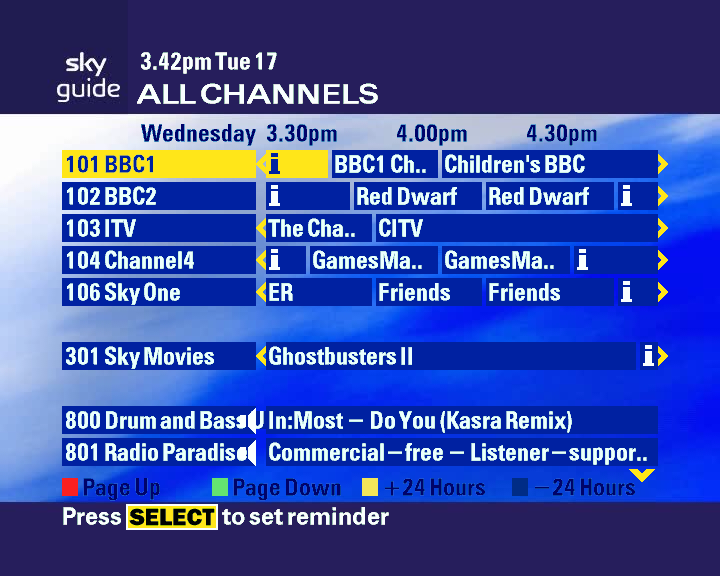 sky guide
3.42pm Tue 17
ALL CHANNELS
Wednesday 3.30pm 4.00pm 4.30pm
101 BBC1 i BBC1 Ch.. Children's BBC
102 BBC2 i Red Dwarf Red Dwarf i
103 ITV The Cha.. CITV
104 Channel4 i GamesMa.. GamesMa.. i
106 Sky One ER Friends Friends i
301 Sky Movies Ghostbusters II i
800 Drum and Bass In:Most – Do You (Kasra Remix)
801 Radio Paradise Commercial–free – Listener–suppor..
Page Up Page Down +24 Hours –24 Hours
Press SELECT to set reminder